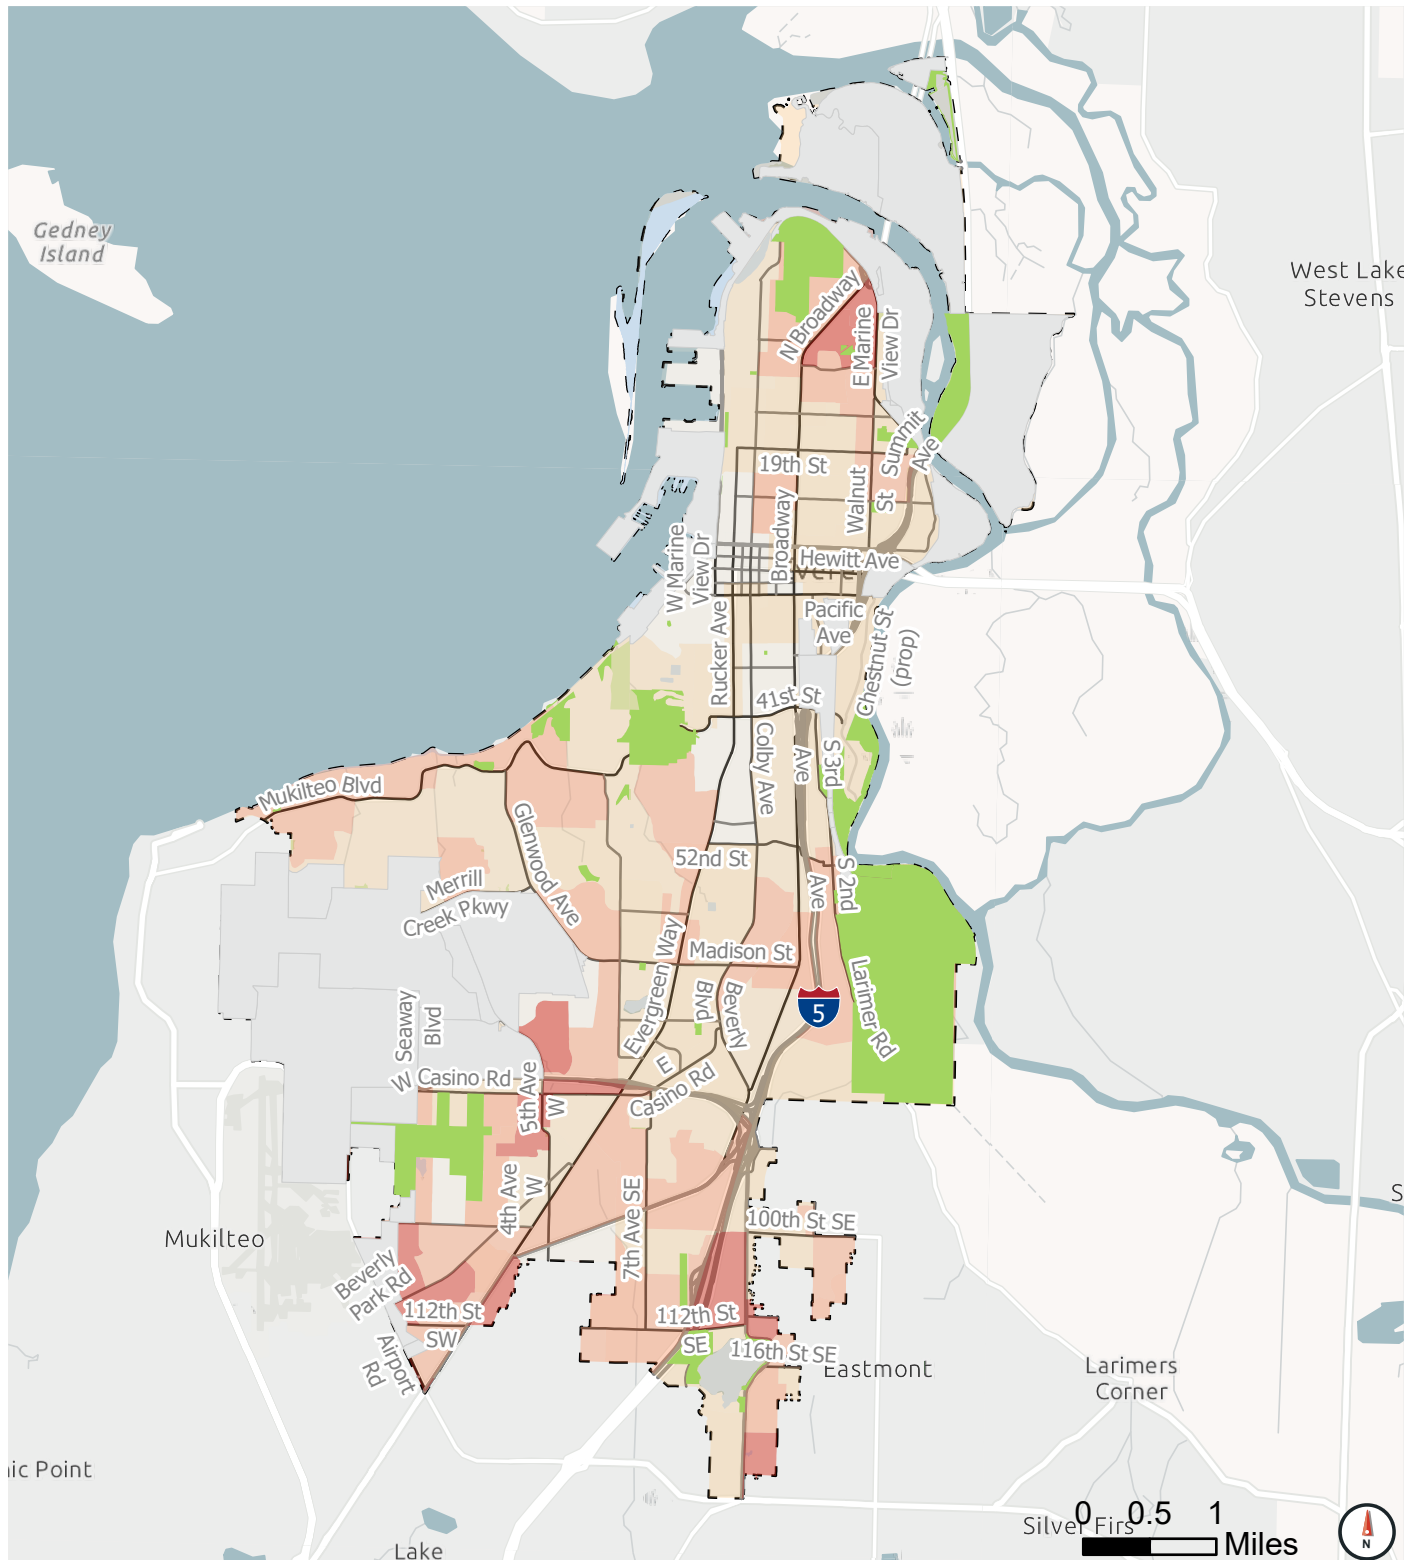 Gedney
Island
West Lake
Stevens
N Broadway
E Marine
View Dr
Summit
Ave
19th St
Walnut
St
Broadway
W Marine
View Dr
Hewitt Ave
Pacific
Ave
Rucker Ave
Chestnut St
(prop)
41st St
Colby Ave
Ave
S 3rd
Mukilteo Blvd
Glenwood Ave
52nd St
S 2nd
Ave
Merrill
Creek Pkwy
Madison St
Evergreen Way
Beverly
Blvd
Larimer Rd
5
W Seaway
Blvd
Casino Rd
E
Casino Rd
5th Ave
W
4th Ave
W
7th Ave SE
100th St SE
Mukilteo
Beverly
Park Rd
112th St
SW
112th St
SE
116th St SE
Airport
Rd
Eastmont
Larimers
Corner
nic Point
Silver Firs
Lake
S
0 0.5 1
Miles
N